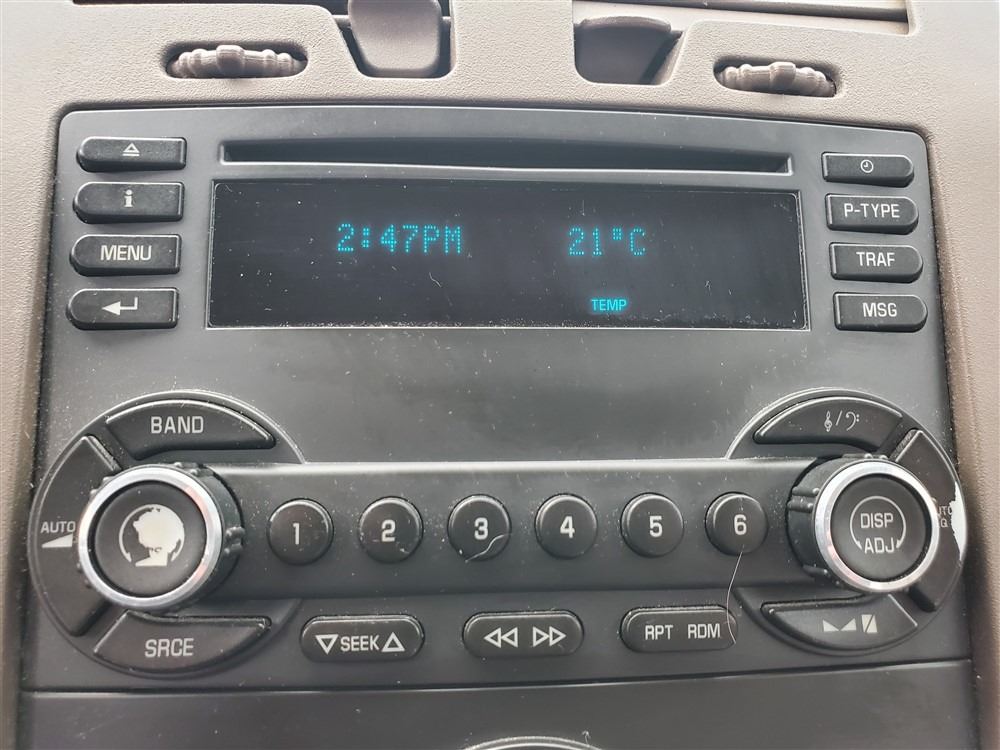 i
MENU
2:47PM
21°C
TEMP
P-TYPE
TRAF
MSG
BAND
AUTO
1
2
3
4
5
6
DISP
ADJ
SRCE
SEEK
RPT RDM